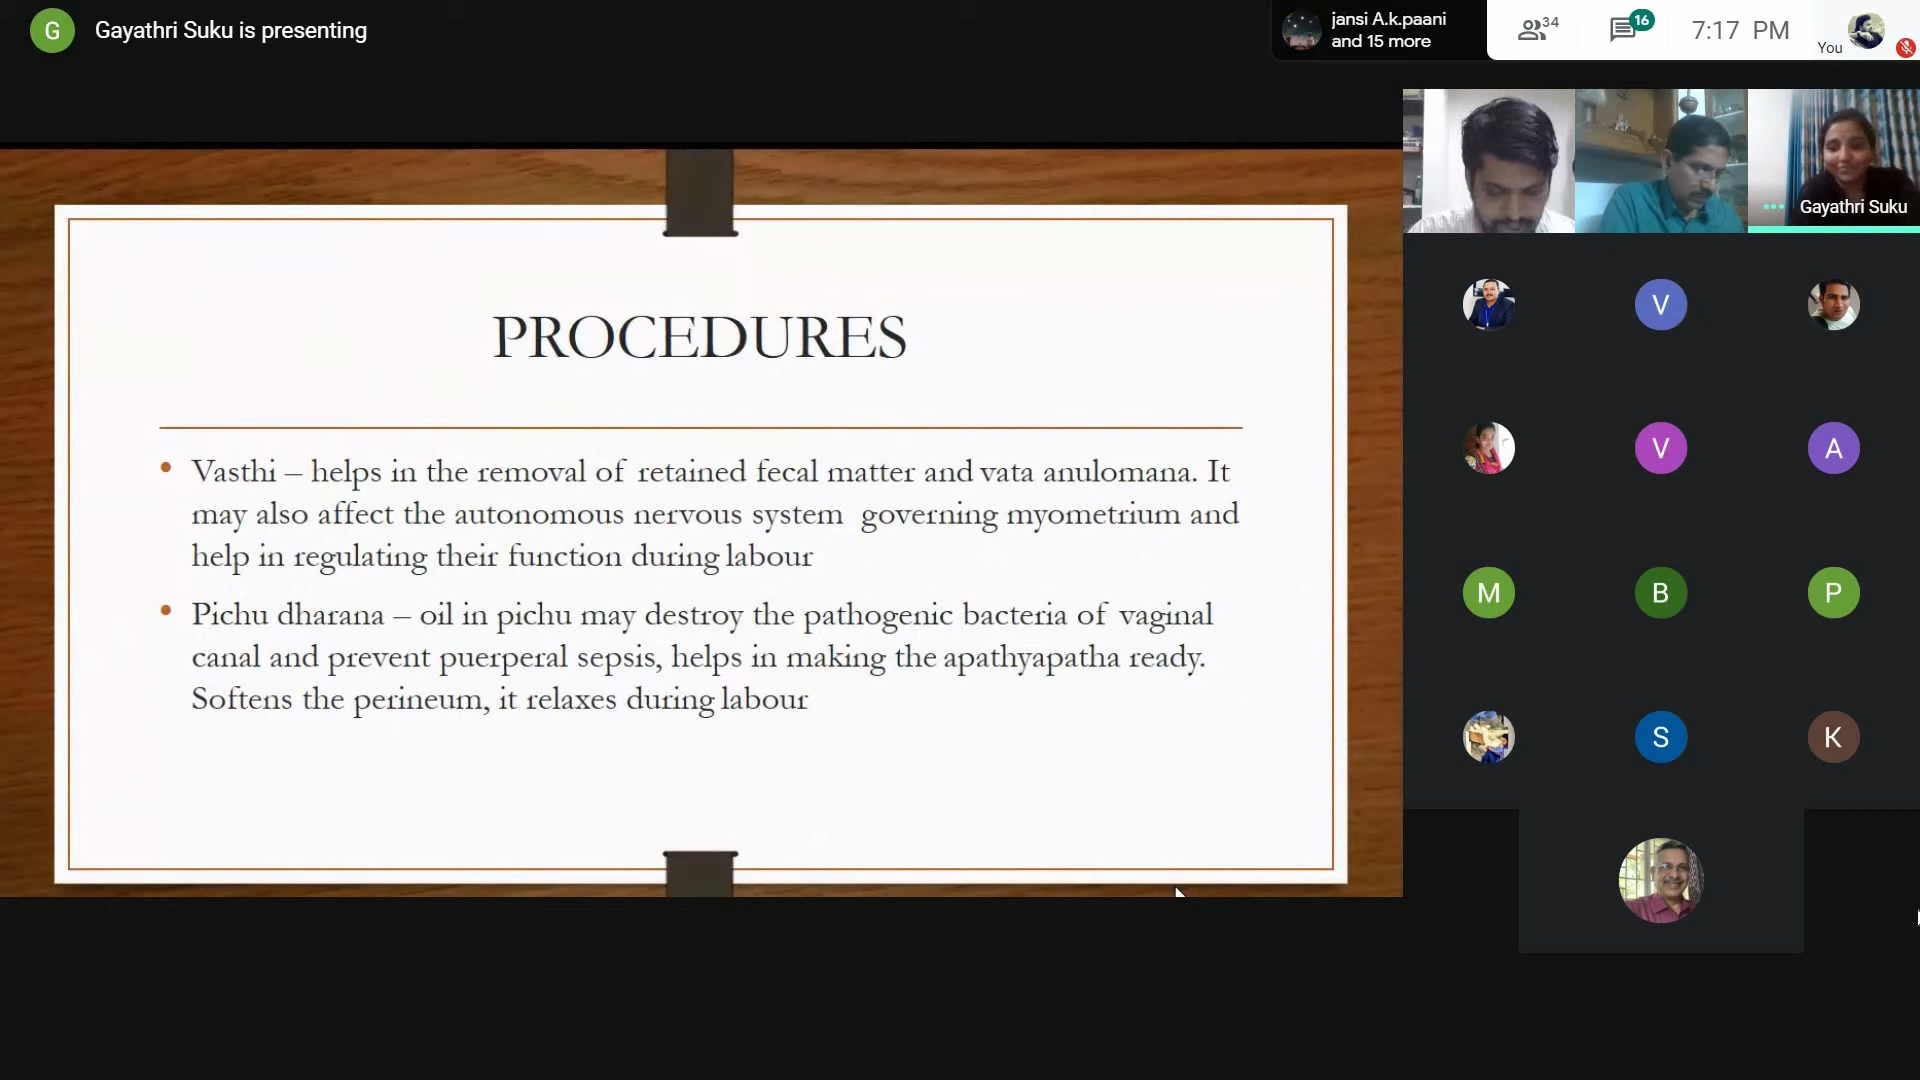 G
Gayathri Suku is presenting
jansi A.k.paani
and 15 more
34
16
7:17 PM
You
Gayathri Suku
PROCEDURES
• Vasthi – helps in the removal of retained fecal matter and vata anulomana. It
may also affect the autonomous nervous system governing myometrium and
help in regulating their function during labour
• Pichu dharana – oil in pichu may destroy the pathogenic bacteria of vaginal
canal and prevent puerperal sepsis, helps in making the apathyapatha ready.
Softens the perineum, it relaxes during labour
V
V
A
M
B
P
S
K